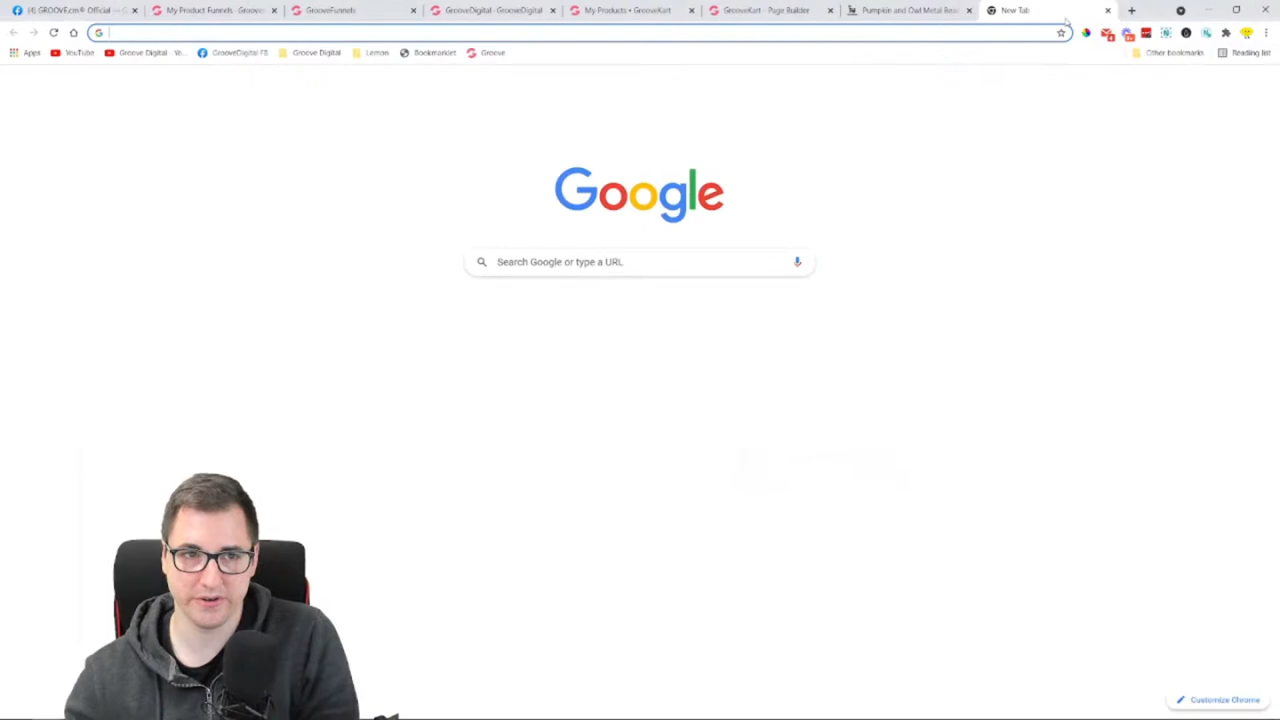 (4) GROOVE.cm® Official — G
My Product Funnels - Groove
GrooveFunnels
GrooveDigital - GrooveDigital
My Products • GrooveKart
GrooveKart - Page Builder
Pumpkin and Owl Metal Beac
New Tab
Apps
YouTube
Groove Digital - Yo...
GrooveDigital FB
Groove Digital
Lemon
Bookmarklet
Groove
Other bookmarks
Reading list
Google
Search Google or type a URL
Customize Chrome